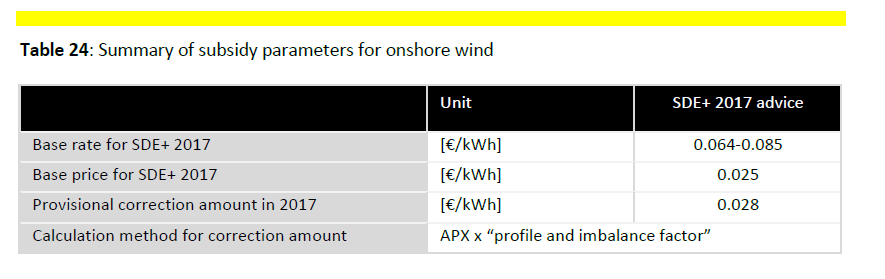 Table 24: Summary of subsidy parameters for onshore wind
Unit SDE+ 2017 advice
Base rate for SDE+ 2017 [€/kWh] 0.064-0.085
Base price for SDE+ 2017 [€/kWh] 0.025
Provisional correction amount in 2017 [€/kWh] 0.028
Calculation method for correction amount APX x “profile and imbalance factor”